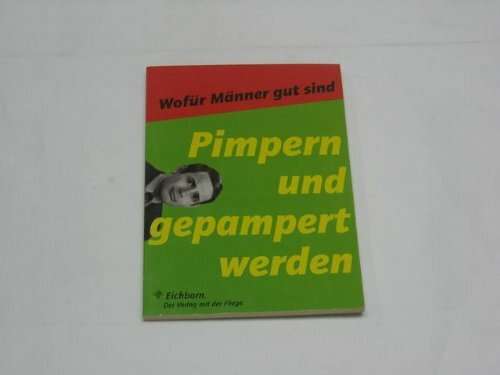 Wofür Männer gut sind
Pimpern
und
gepampert
werden
Eichborn.
Der Verlag mit der Fliege